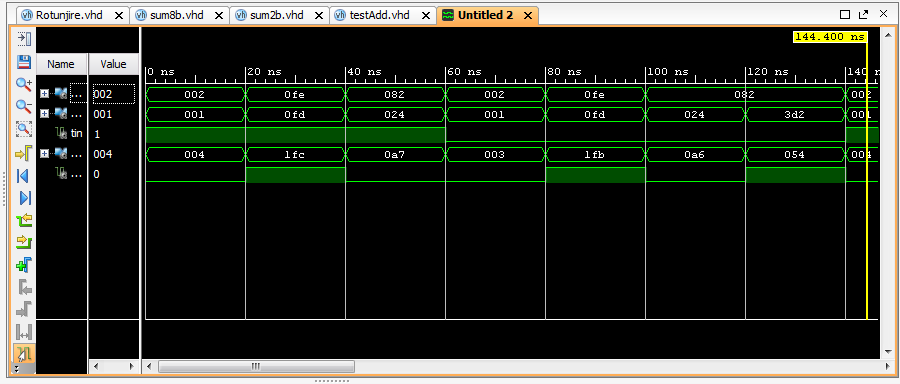 Rotunjire.vhd sum8b.vhd sum2b.vhd testAdd.vhd Untitled 2
144.400 ns
Name Value
0 ns 20 ns 40 ns 60 ns 80 ns 100 ns 120 ns 140 n
... 002 002 0fe 082 002 0fe 082 002
... 001 001 0fd 024 001 0fd 024 3d2 001
tin 1
... 004 004 1fc 0a7 003 1fb 0a6 054 004
... 0